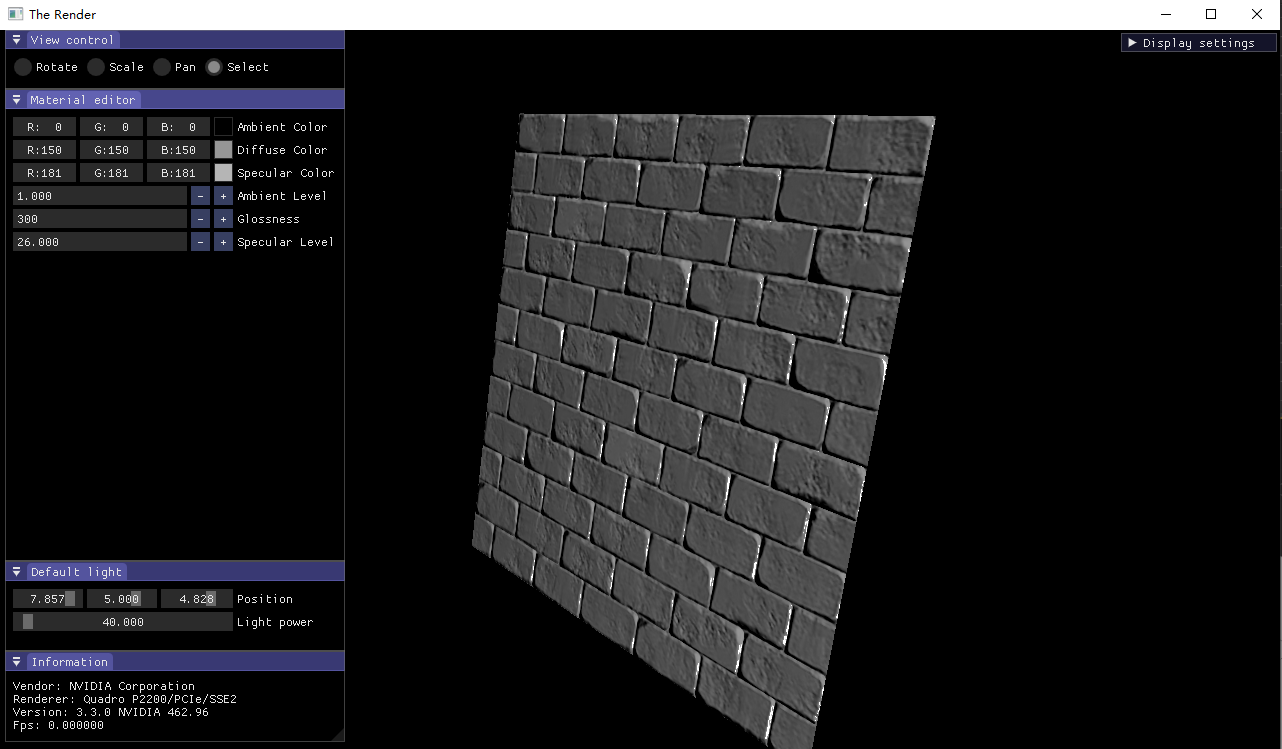 The Render
View control
Display settings
Rotate Scale Pan Select
Material editor
R: 0 G: 0 B: 0 Ambient Color
R:150 G:150 B:150 Diffuse Color
R:181 G:181 B:181 Specular Color
1.000 - + Ambient Level
300 - + Glossness
26.000 - + Specular Level
Default light
7.857 5.000 4.828 Position
40.000 Light power
Information
Vendor: NVIDIA Corporation
Renderer: Quadro P2200/PCIe/SSE2
Version: 3.3.0 NVIDIA 462.96
Fps: 0.000000